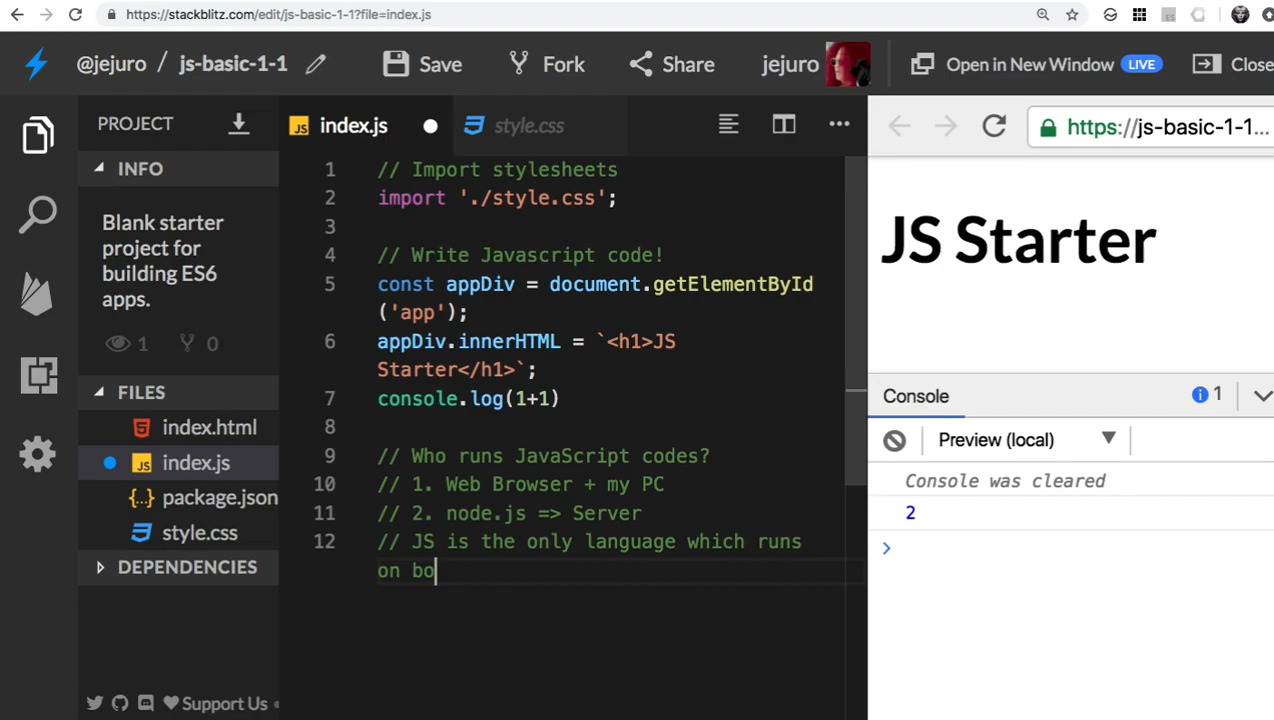 https://stackblitz.com/edit/js-basic-1-1?file=index.js
@jejuro / js-basic-1-1
Save
Fork
Share
jejuro
Open in New Window LIVE
Close
PROJECT
INFO
Blank starter
project for
building ES6
apps.
1
0
FILES
index.html
JS index.js
{..} package.json
style.css
DEPENDENCIES
Support Us
JS index.js
style.css
1 // Import stylesheets
2 import './style.css';
3
4 // Write Javascript code!
5 const appDiv = document.getElementById
('app');
6 appDiv.innerHTML = `<h1>JS
Starter</h1>`;
7 console.log(1+1)
8
9 // Who runs JavaScript codes?
10 // 1. Web Browser + my PC
11 // 2. node.js => Server
12 // JS is the only language which runs
on bo
https://js-basic-1-1...
JS Starter
Console
1
Preview (local)
Console was cleared
2